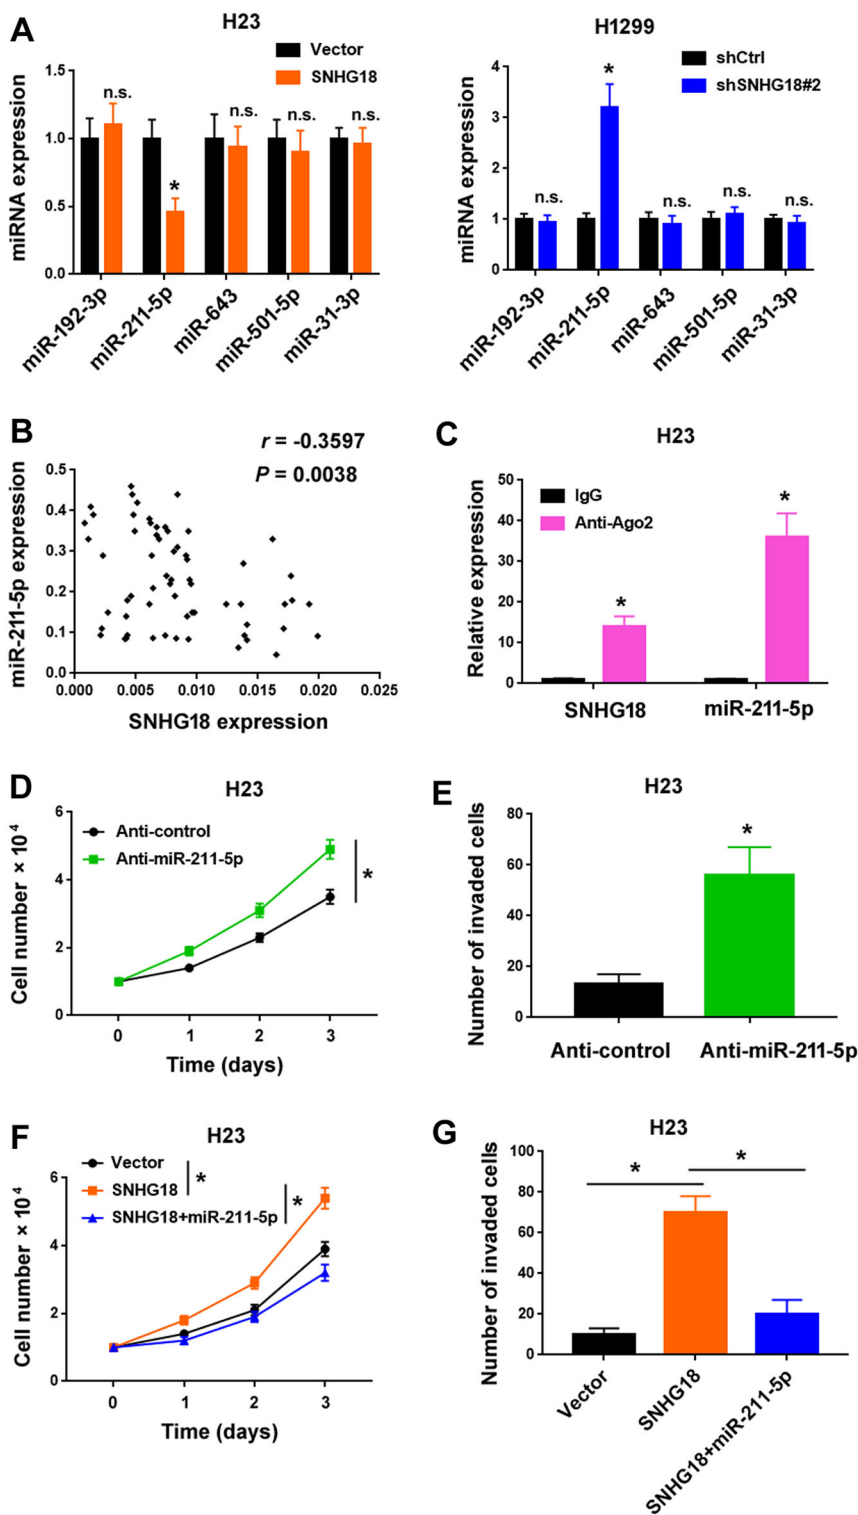 A
H23
Vector
SNHG18
miRNA expression
1.5
1.0
0.5
0.0
n.s.
*
n.s.
n.s.
n.s.
miR-192-3p
miR-211-5p
miR-643
miR-501-5p
miR-31-3p
H1299
shCtrl
shSNHG18#2
miRNA expression
4
3
2
1
0
n.s.
*
n.s.
n.s.
n.s.
miR-192-3p
miR-211-5p
miR-643
miR-501-5p
miR-31-3p
B
r = -0.3597
P = 0.0038
miR-211-5p expression
0.5
0.4
0.3
0.2
0.1
0.0
0.000 0.005 0.010 0.015 0.020 0.025
SNHG18 expression
C
H23
IgG
Anti-Ago2
Relative expression
50
40
30
20
10
0
*
*
SNHG18 miR-211-5p
D
H23
Anti-control
Anti-miR-211-5p
*
Cell number × 10⁻⁴
6
4
2
0
0 1 2 3
Time (days)
E
H23
Number of invaded cells
80
60
40
20
0
*
Anti-control Anti-miR-211-5p
F
H23
Vector
SNHG18
SNHG18+miR-211-5p
*
*
Cell number × 10⁻⁴
6
4
2
0
0 1 2 3
Time (days)
G
H23
Number of invaded cells
100
80
60
40
20
0
* *
Vector
SNHG18
SNHG18+miR-211-5p